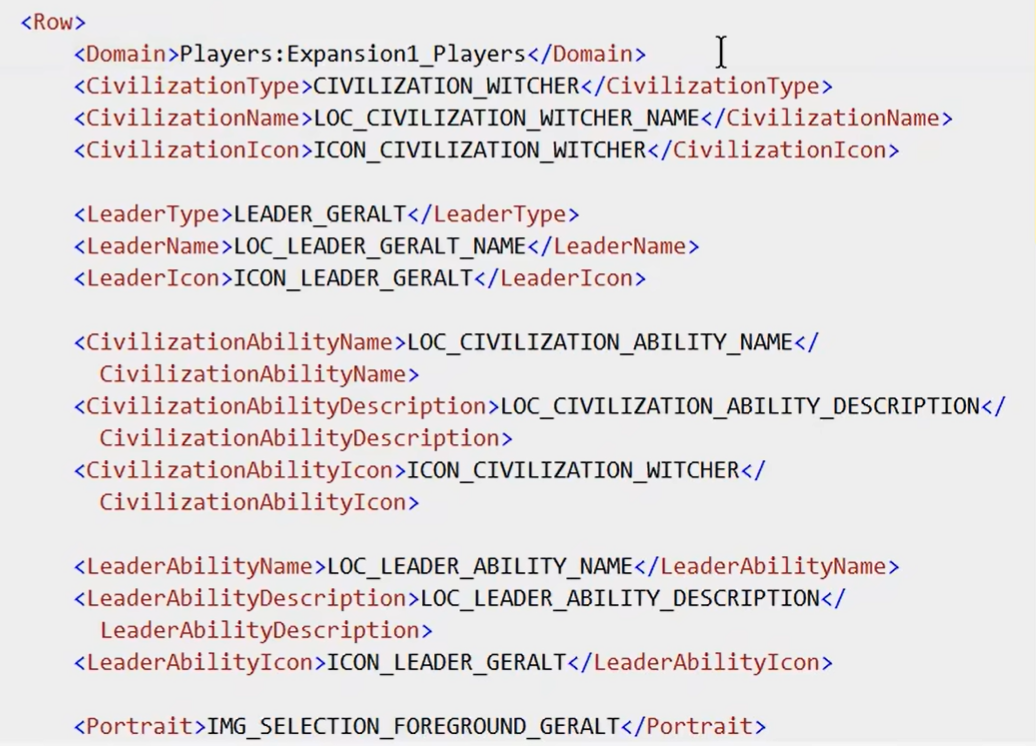 <Row>
<Domain>Players:Expansion1_Players</Domain>
<CivilizationType>CIVILIZATION_WITCHER</CivilizationType>
<CivilizationName>LOC_CIVILIZATION_WITCHER_NAME</CivilizationName>
<CivilizationIcon>ICON_CIVILIZATION_WITCHER</CivilizationIcon>
<LeaderType>LEADER_GERALT</LeaderType>
<LeaderName>LOC_LEADER_GERALT_NAME</LeaderName>
<LeaderIcon>ICON_LEADER_GERALT</LeaderIcon>
<CivilizationAbilityName>LOC_CIVILIZATION_ABILITY_NAME</
CivilizationAbilityName>
<CivilizationAbilityDescription>LOC_CIVILIZATION_ABILITY_DESCRIPTION</
CivilizationAbilityDescription>
<CivilizationAbilityIcon>ICON_CIVILIZATION_WITCHER</
CivilizationAbilityIcon>
<LeaderAbilityName>LOC_LEADER_ABILITY_NAME</LeaderAbilityName>
<LeaderAbilityDescription>LOC_LEADER_ABILITY_DESCRIPTION</
LeaderAbilityDescription>
<LeaderAbilityIcon>ICON_LEADER_GERALT</LeaderAbilityIcon>
<Portrait>IMG_SELECTION_FOREGROUND_GERALT</Portrait>